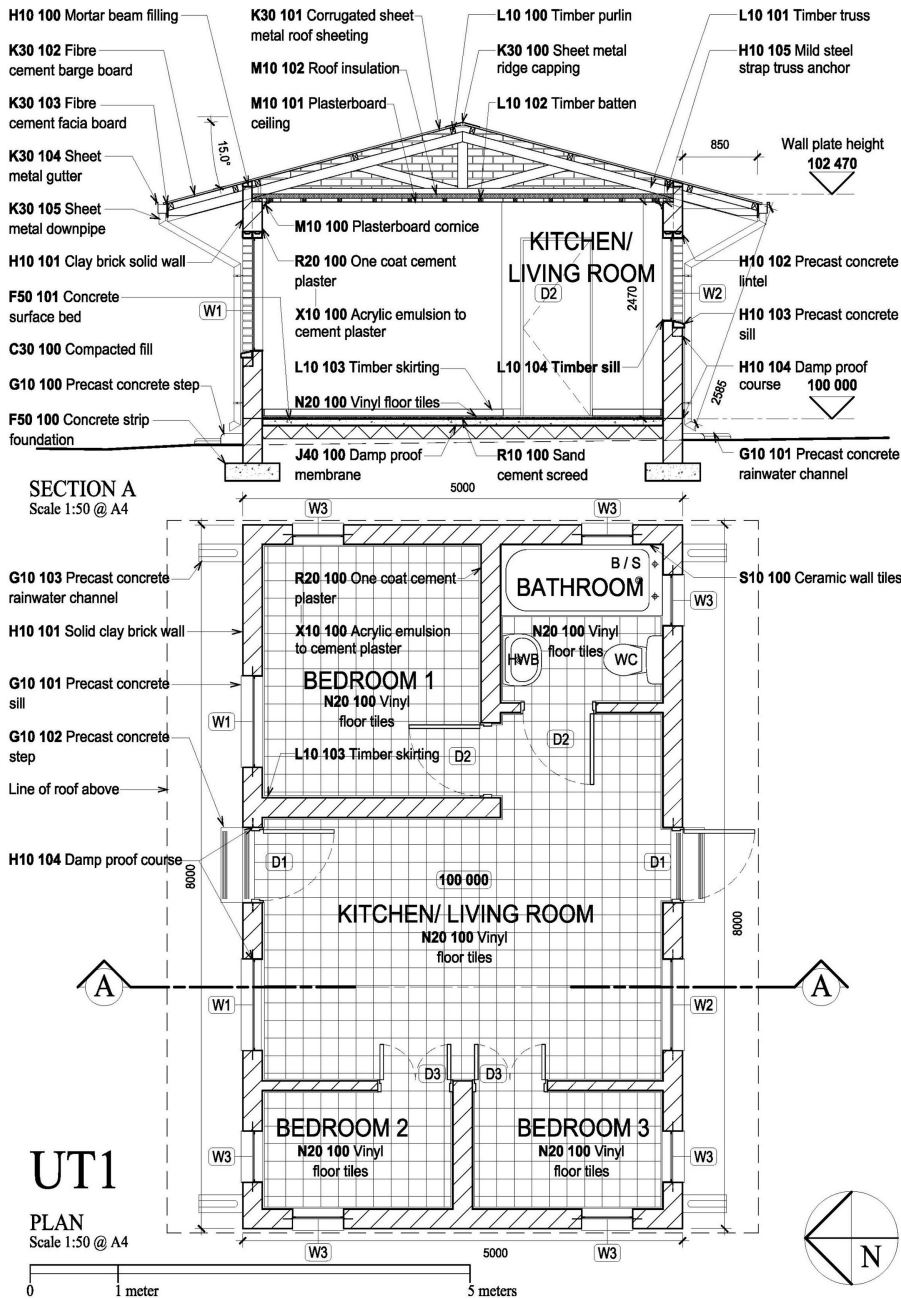 H10 100 Mortar beam filling
K30 102 Fibre
cement barge board
K30 103 Fibre
cement facia board
K30 104 Sheet
metal gutter
K30 105 Sheet
metal downpipe
H10 101 Clay brick solid wall
F50 101 Concrete
surface bed
C30 100 Compacted fill
G10 100 Precast concrete step
F50 100 Concrete strip
foundation
K30 101 Corrugated sheet
metal roof sheeting
M10 102 Roof insulation
M10 101 Plasterboard
ceiling
L10 100 Timber purlin
K30 100 Sheet metal
ridge capping
L10 102 Timber batten
L10 101 Timber truss
H10 105 Mild steel
strap truss anchor
15.0°
850
Wall plate height
102 470
M10 100 Plasterboard cornice
R20 100 One coat cement
plaster
X10 100 Acrylic emulsion to
cement plaster
L10 103 Timber skirting
N20 100 Vinyl floor tiles
J40 100 Damp proof
membrane
KITCHEN/
LIVING ROOM
D2
2470
W1
W2
L10 104 Timber sill
R10 100 Sand
cement screed
H10 102 Precast concrete
lintel
H10 103 Precast concrete
sill
H10 104 Damp proof
course
2585
100 000
G10 101 Precast concrete
rainwater channel
SECTION A
Scale 1:50 @ A4
5000
W3
W3
G10 103 Precast concrete
rainwater channel
H10 101 Solid clay brick wall
G10 101 Precast concrete
sill
W1
G10 102 Precast concrete
step
Line of roof above
H10 104 Damp proof course
8000
R20 100 One coat cement
plaster
X10 100 Acrylic emulsion
to cement plaster
BEDROOM 1
N20 100 Vinyl
floor tiles
L10 103 Timber skirting
D2
B / S
BATHROOM
N20 100 Vinyl
floor tiles
HWB
WC
D2
S10 100 Ceramic wall tiles
W3
D1
D1
100 000
KITCHEN/ LIVING ROOM
N20 100 Vinyl
floor tiles
8000
A
A
W1
W2
D3
D3
BEDROOM 2
N20 100 Vinyl
floor tiles
BEDROOM 3
N20 100 Vinyl
floor tiles
W3
W3
W3
W3
5000
UT1
PLAN
Scale 1:50 @ A4
0
1 meter
5 meters
N